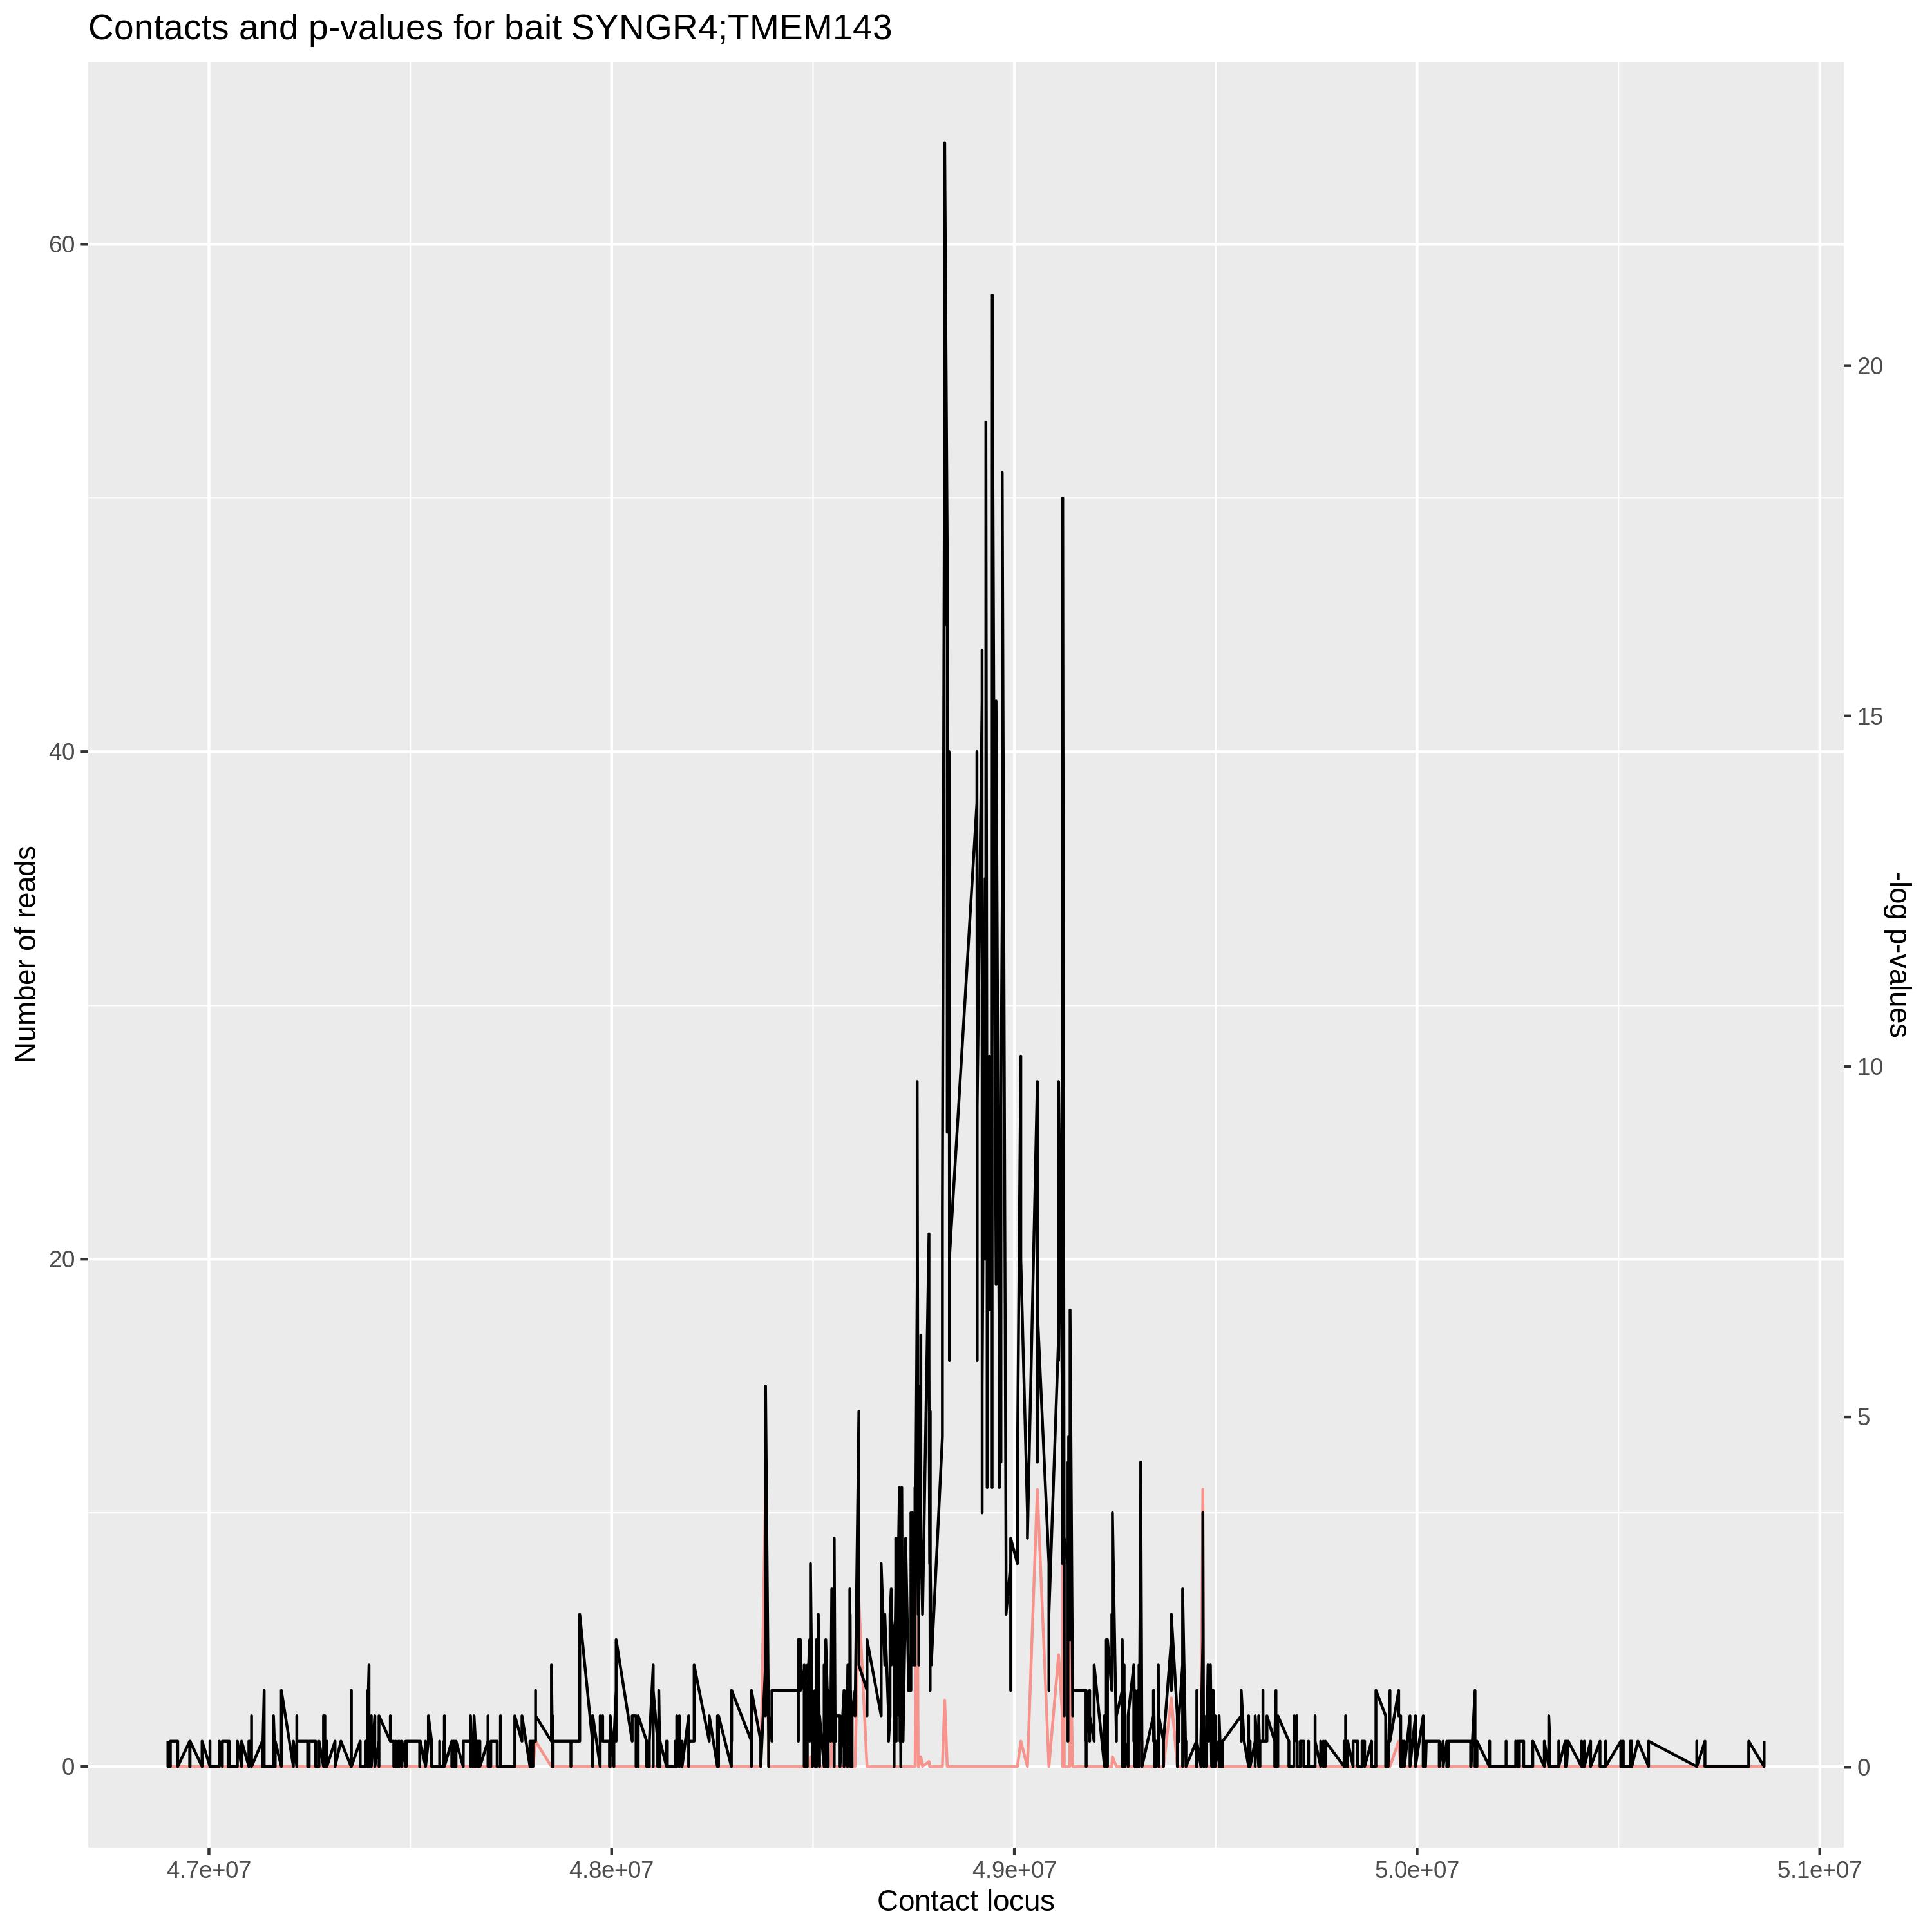 Contacts and p-values for bait SYNGR4;TMEM143
Number of reads
60
40
20
0
20
15
10
5
0
-log p-values
4.7e+07
4.8e+07
4.9e+07
5.0e+07
5.1e+07
Contact locus